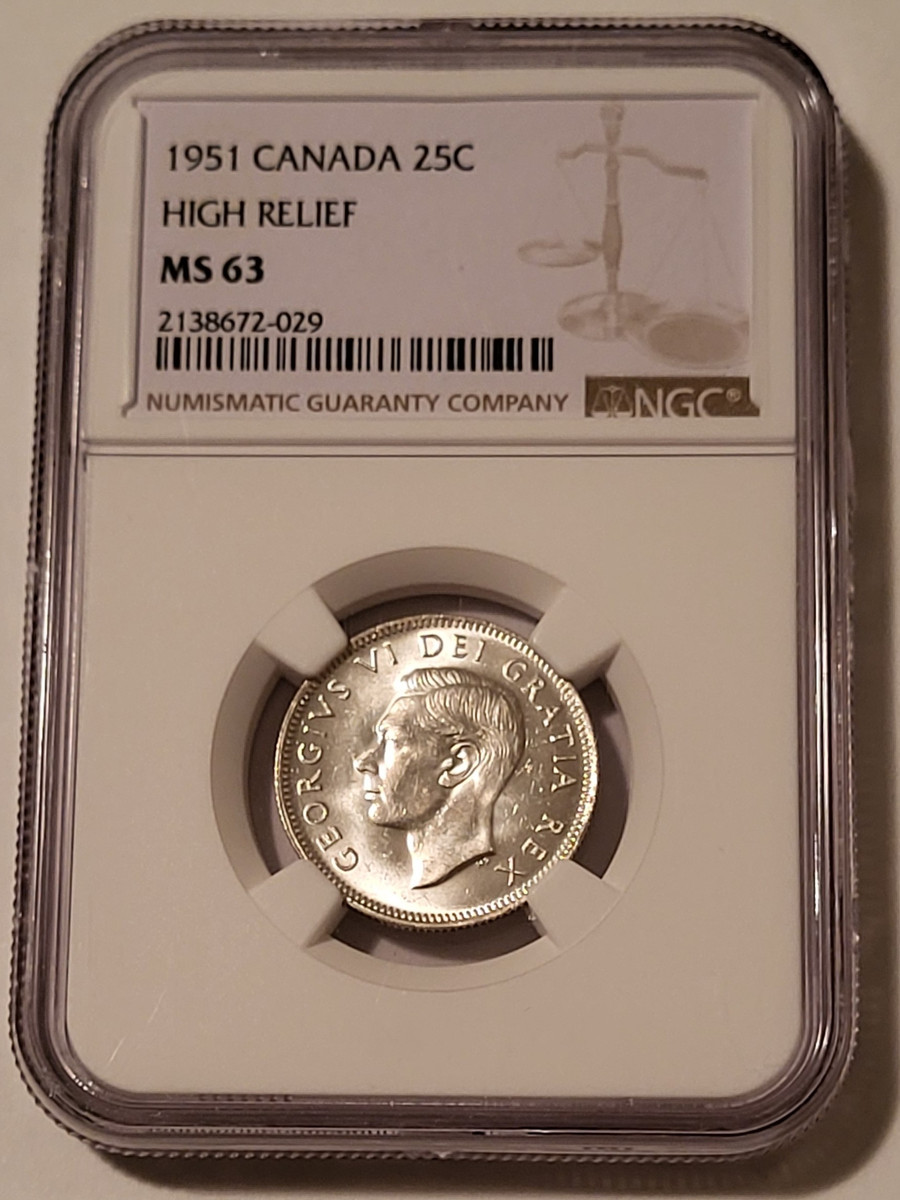 1951 CANADA 25C
HIGH RELIEF
MS 63
2138672-029
NUMISMATIC GUARANTY COMPANY NGC®
GEORGIVS VI DEI GRATIA REX